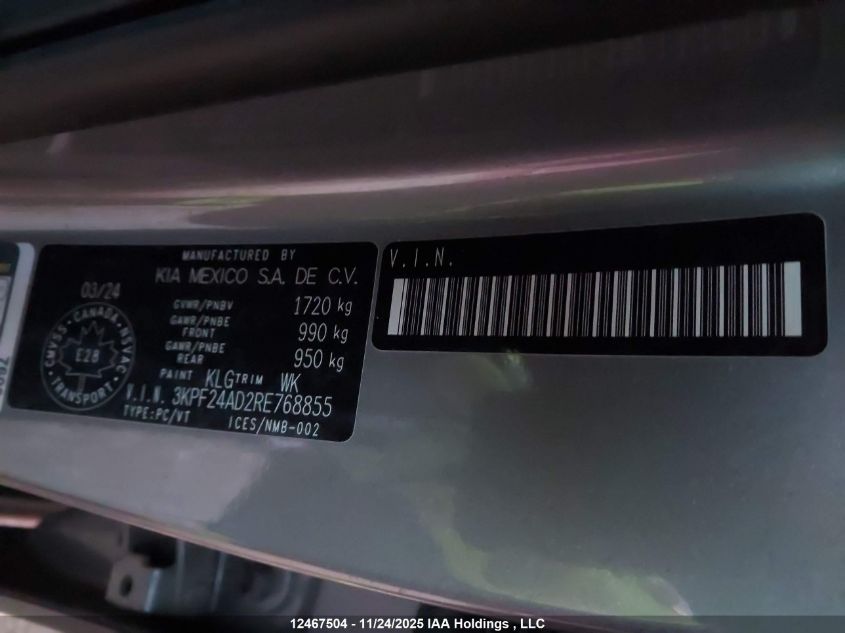 MANUFACTURED BY
KIA MEXICO S.A. DE C.V.
03/24
GVWR/PNBV 1720 kg
GAWR/PNBE
FRONT 990 kg
GAWR/PNBE
REAR 950 kg
PAINT KLG TRIM WK
V.I.N. 3KPF24AD2RE768855
TYPE:PC/VT ICES/NMB-002
CMVSS · CANADA · NSVAC
E28
TRANSPORT
V.I.N.
12467504 - 11/24/2025 IAA Holdings , LLC